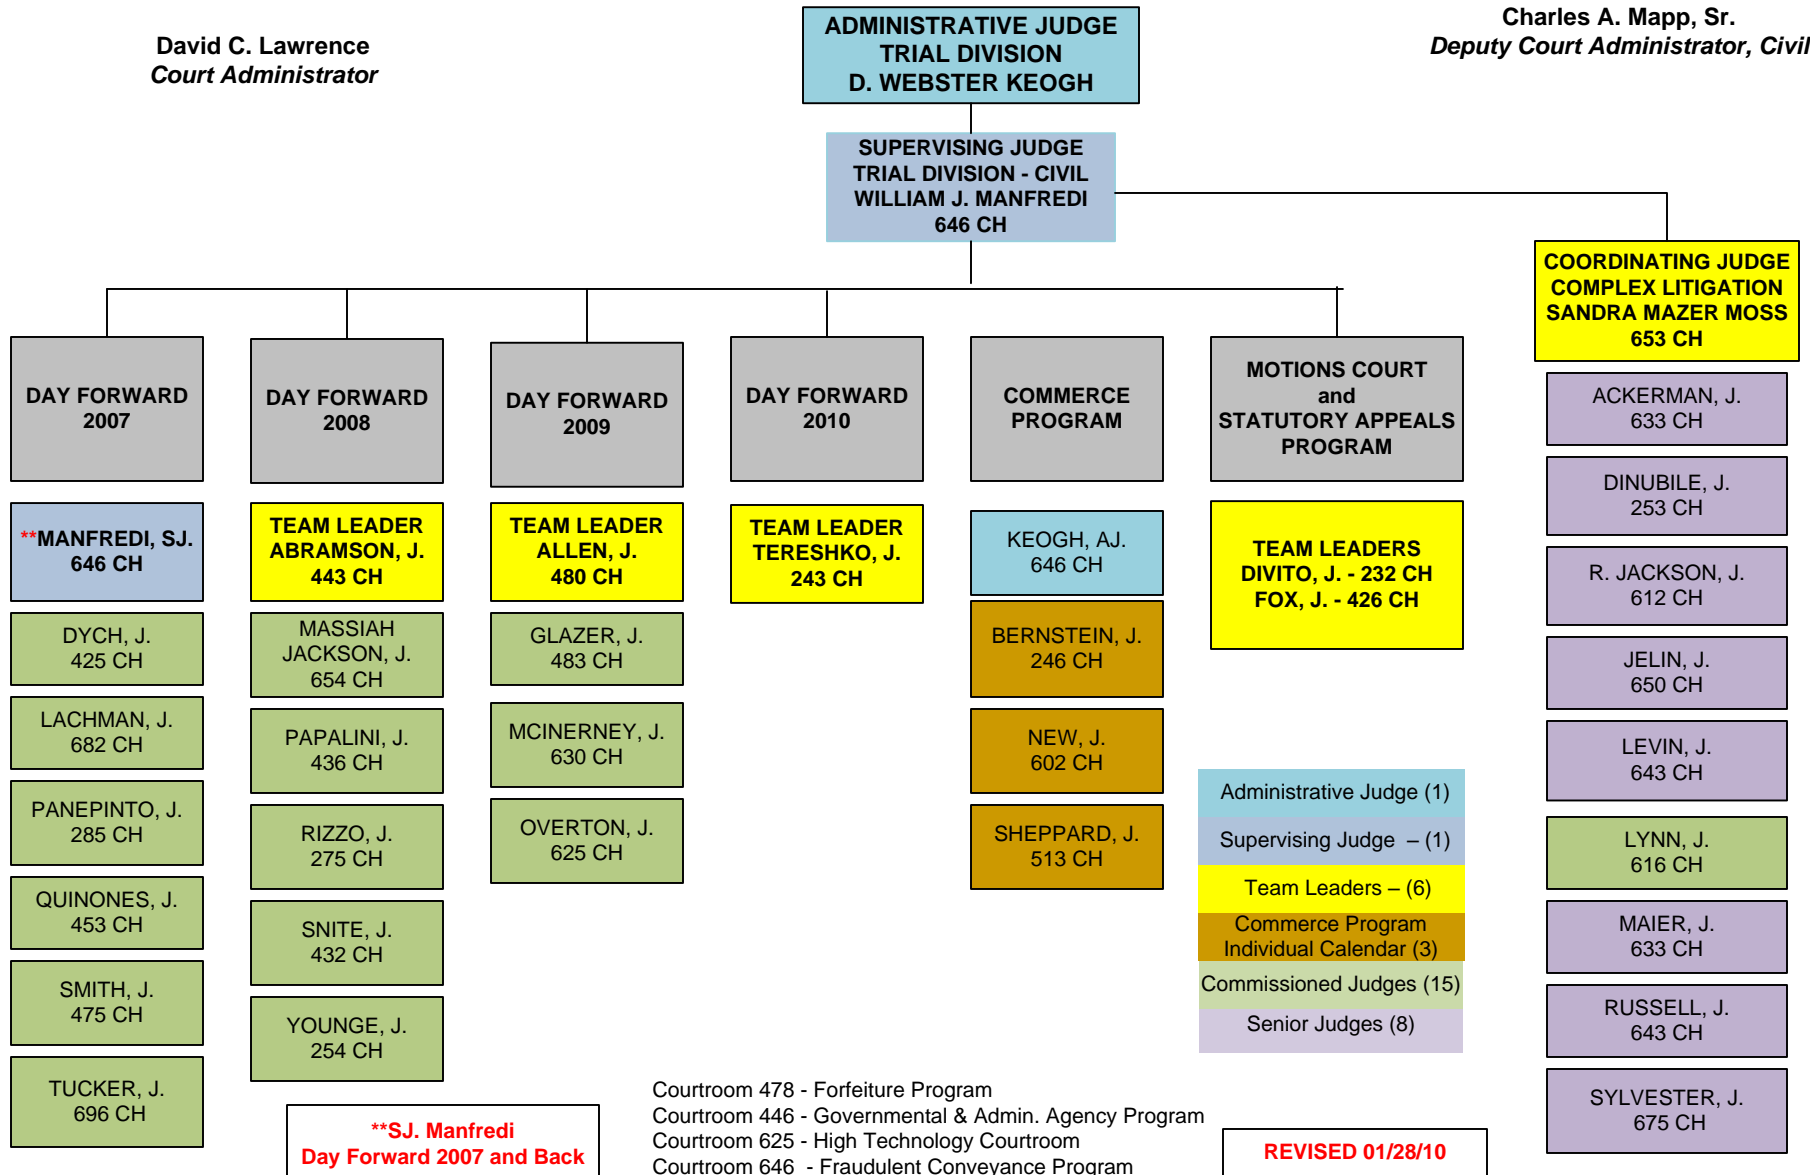 David C. Lawrence
Court Administrator
ADMINISTRATIVE JUDGE
TRIAL DIVISION
D. WEBSTER KEOGH
Charles A. Mapp, Sr.
Deputy Court Administrator, Civil
SUPERVISING JUDGE
TRIAL DIVISION - CIVIL
WILLIAM J. MANFREDI
646 CH
COORDINATING JUDGE
COMPLEX LITIGATION
SANDRA MAZER MOSS
653 CH
DAY FORWARD
2007
**MANFREDI, SJ.
646 CH
DYCH, J.
425 CH
LACHMAN, J.
682 CH
PANEPINTO, J.
285 CH
QUINONES, J.
453 CH
SMITH, J.
475 CH
TUCKER, J.
696 CH
DAY FORWARD
2008
TEAM LEADER
ABRAMSON, J.
443 CH
MASSIAH
JACKSON, J.
654 CH
PAPALINI, J.
436 CH
RIZZO, J.
275 CH
SNITE, J.
432 CH
YOUNGE, J.
254 CH
DAY FORWARD
2009
TEAM LEADER
ALLEN, J.
480 CH
GLAZER, J.
483 CH
MCINERNEY, J.
630 CH
OVERTON, J.
625 CH
DAY FORWARD
2010
TEAM LEADER
TERESHKO, J.
243 CH
COMMERCE
PROGRAM
KEOGH, AJ.
646 CH
BERNSTEIN, J.
246 CH
NEW, J.
602 CH
SHEPPARD, J.
513 CH
MOTIONS COURT
and
STATUTORY APPEALS
PROGRAM
TEAM LEADERS
DIVITO, J. - 232 CH
FOX, J. - 426 CH
ACKERMAN, J.
633 CH
DINUBILE, J.
253 CH
R. JACKSON, J.
612 CH
JELIN, J.
650 CH
LEVIN, J.
643 CH
LYNN, J.
616 CH
MAIER, J.
633 CH
RUSSELL, J.
643 CH
SYLVESTER, J.
675 CH
Administrative Judge (1)
Supervising Judge – (1)
Team Leaders – (6)
Commerce Program
Individual Calendar (3)
Commissioned Judges (15)
Senior Judges (8)
**SJ. Manfredi
Day Forward 2007 and Back
Courtroom 478 - Forfeiture Program
Courtroom 446 - Governmental & Admin. Agency Program
Courtroom 625 - High Technology Courtroom
Courtroom 646 - Fraudulent Conveyance Program
REVISED 01/28/10